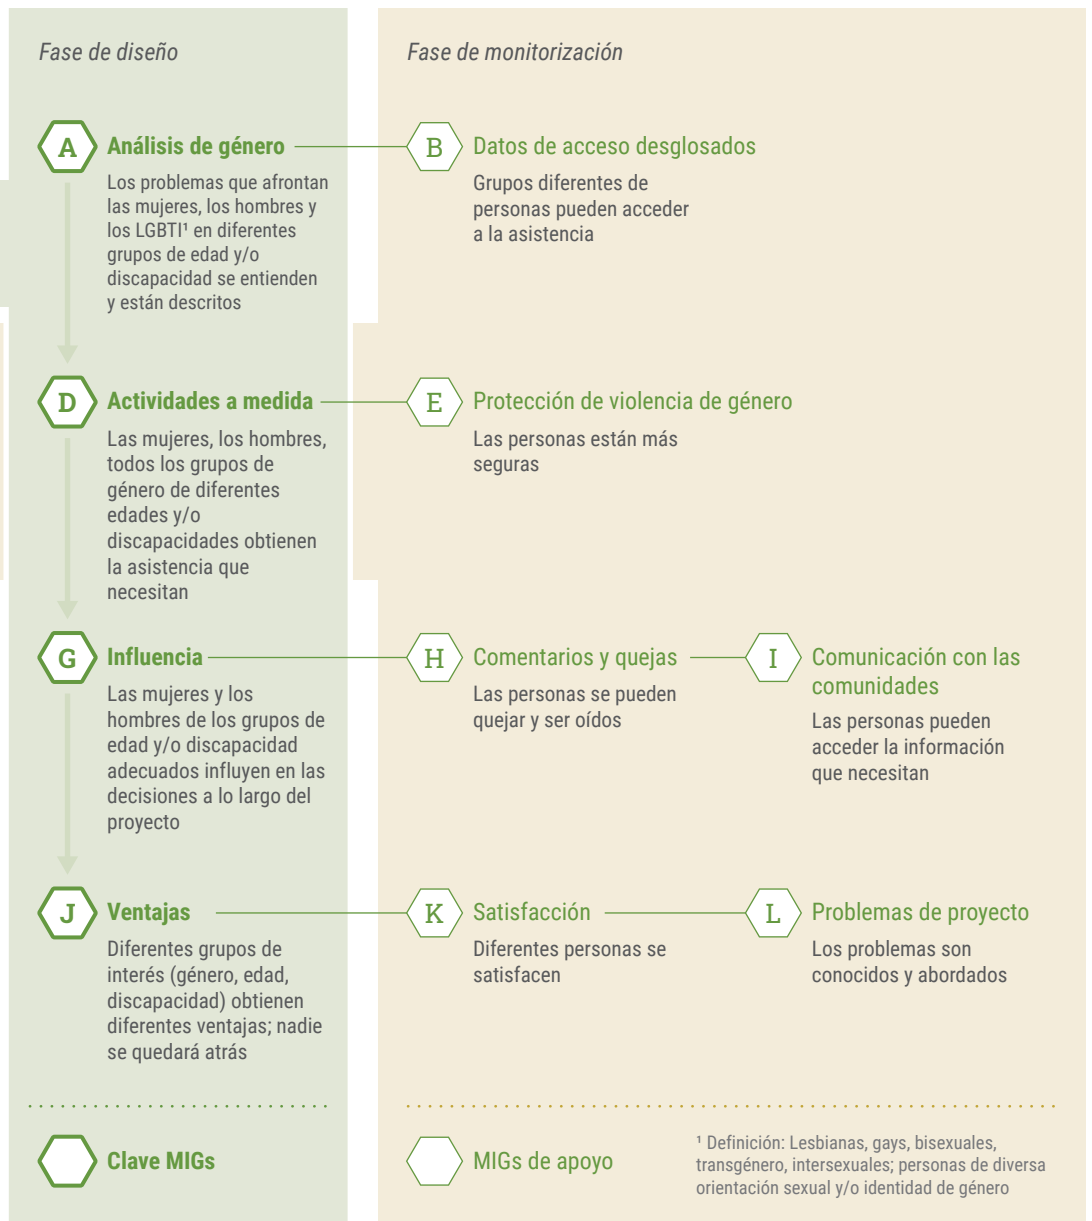 Fase de diseño
Fase de monitorización
A
Análisis de género
Los problemas que afrontan
las mujeres, los hombres y
los LGBTI¹ en diferentes
grupos de edad y/o
discapacidad se entienden
y están descritos
B
Datos de acceso desglosados
Grupos diferentes de
personas pueden acceder
a la asistencia
D
Actividades a medida
Las mujeres, los hombres,
todos los grupos de
género de diferentes
edades y/o
discapacidades obtienen
la asistencia que
necesitan
E
Protección de violencia de género
Las personas están más
seguras
G
Influencia
Las mujeres y los
hombres de los grupos de
edad y/o discapacidad
adecuados influyen en las
decisiones a lo largo del
proyecto
H
Comentarios y quejas
Las personas se pueden
quejar y ser oídos
I
Comunicación con las
comunidades
Las personas pueden
acceder la información
que necesitan
J
Ventajas
Diferentes grupos de
interés (género, edad,
discapacidad) obtienen
diferentes ventajas; nadie
se quedará atrás
K
Satisfacción
Diferentes personas se
satisfacen
L
Problemas de proyecto
Los problemas son
conocidos y abordados
Clave MIGs
MIGs de apoyo
¹ Definición: Lesbianas, gays, bisexuales,
transgénero, intersexuales; personas de diversa
orientación sexual y/o identidad de género